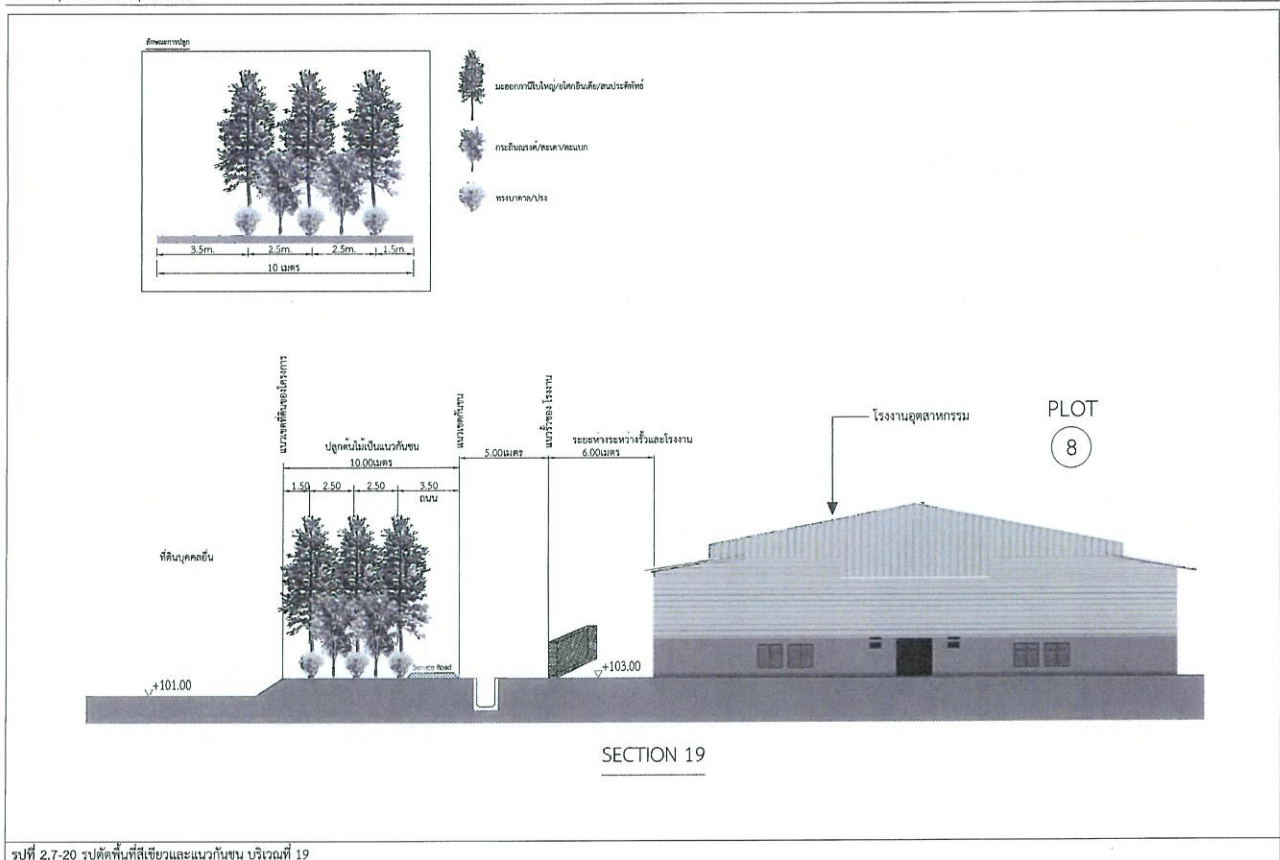 ลักษณะการปลูก
มะฮอกกานีใบใหญ่/อโศกอินเดีย/สนประดิพัทธ์
กระถินณรงค์/สะเดา/ตะแบก
ทรงบาดาล/ปรง
3.5m. 2.5m. 2.5m. 1.5m.
10 เมตร
แนวเขตที่ดินของโครงการ
ปลูกต้นไม้เป็นแนวกันชน
10.00เมตร
1.50 2.50 2.50 3.50
ถนน
แนวเขตกันชน
5.00เมตร
แนวรั้วของ โรงงาน
ระยะห่างระหว่างรั้วและโรงงาน
6.00เมตร
โรงงานอุตสาหกรรม
PLOT
8
ที่ดินบุคคลอื่น
Service Road
+101.00
+103.00
SECTION 19
รูปที่ 2.7-20 รูปตัดพื้นที่สีเขียวและแนวกันชน บริเวณที่ 19